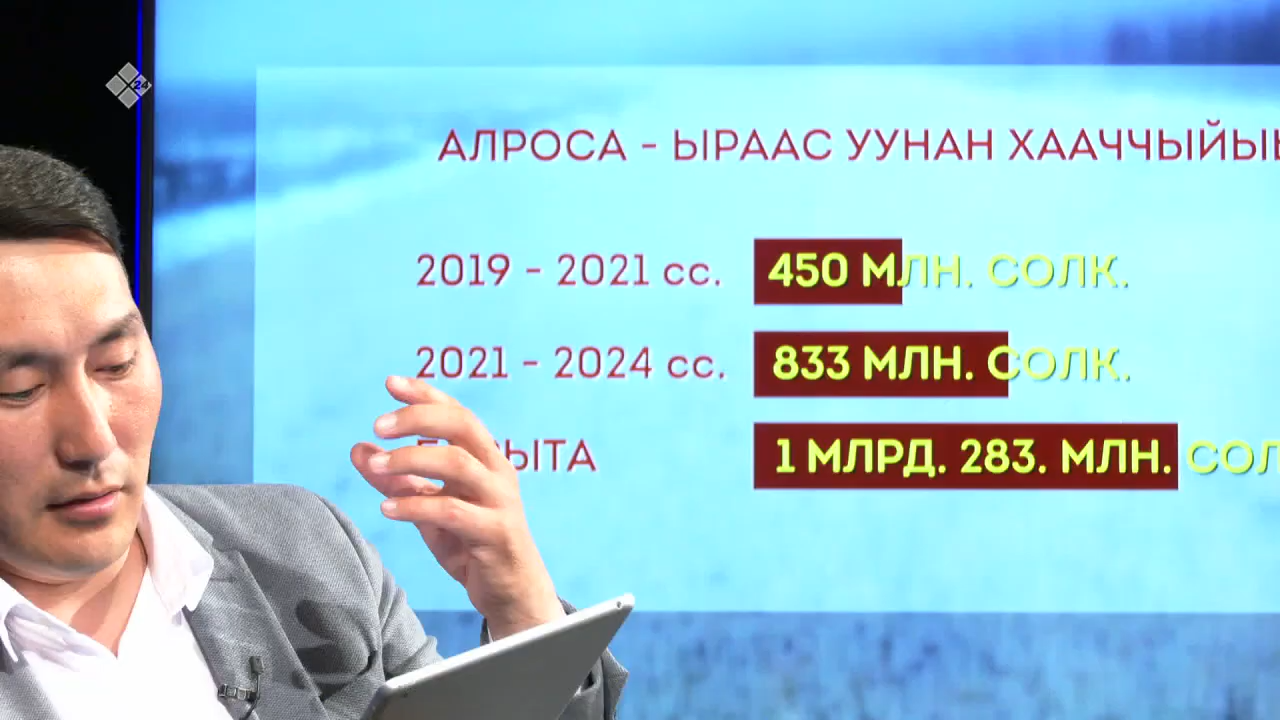 24
АЛРОСА - ЫРААС УУНАН
2019 - 2021 сс. 450 МЛН. СОЛК.
2021 - 2024 сс. 833 МЛН. СОЛК.
1 МЛРД. 283. МЛН.